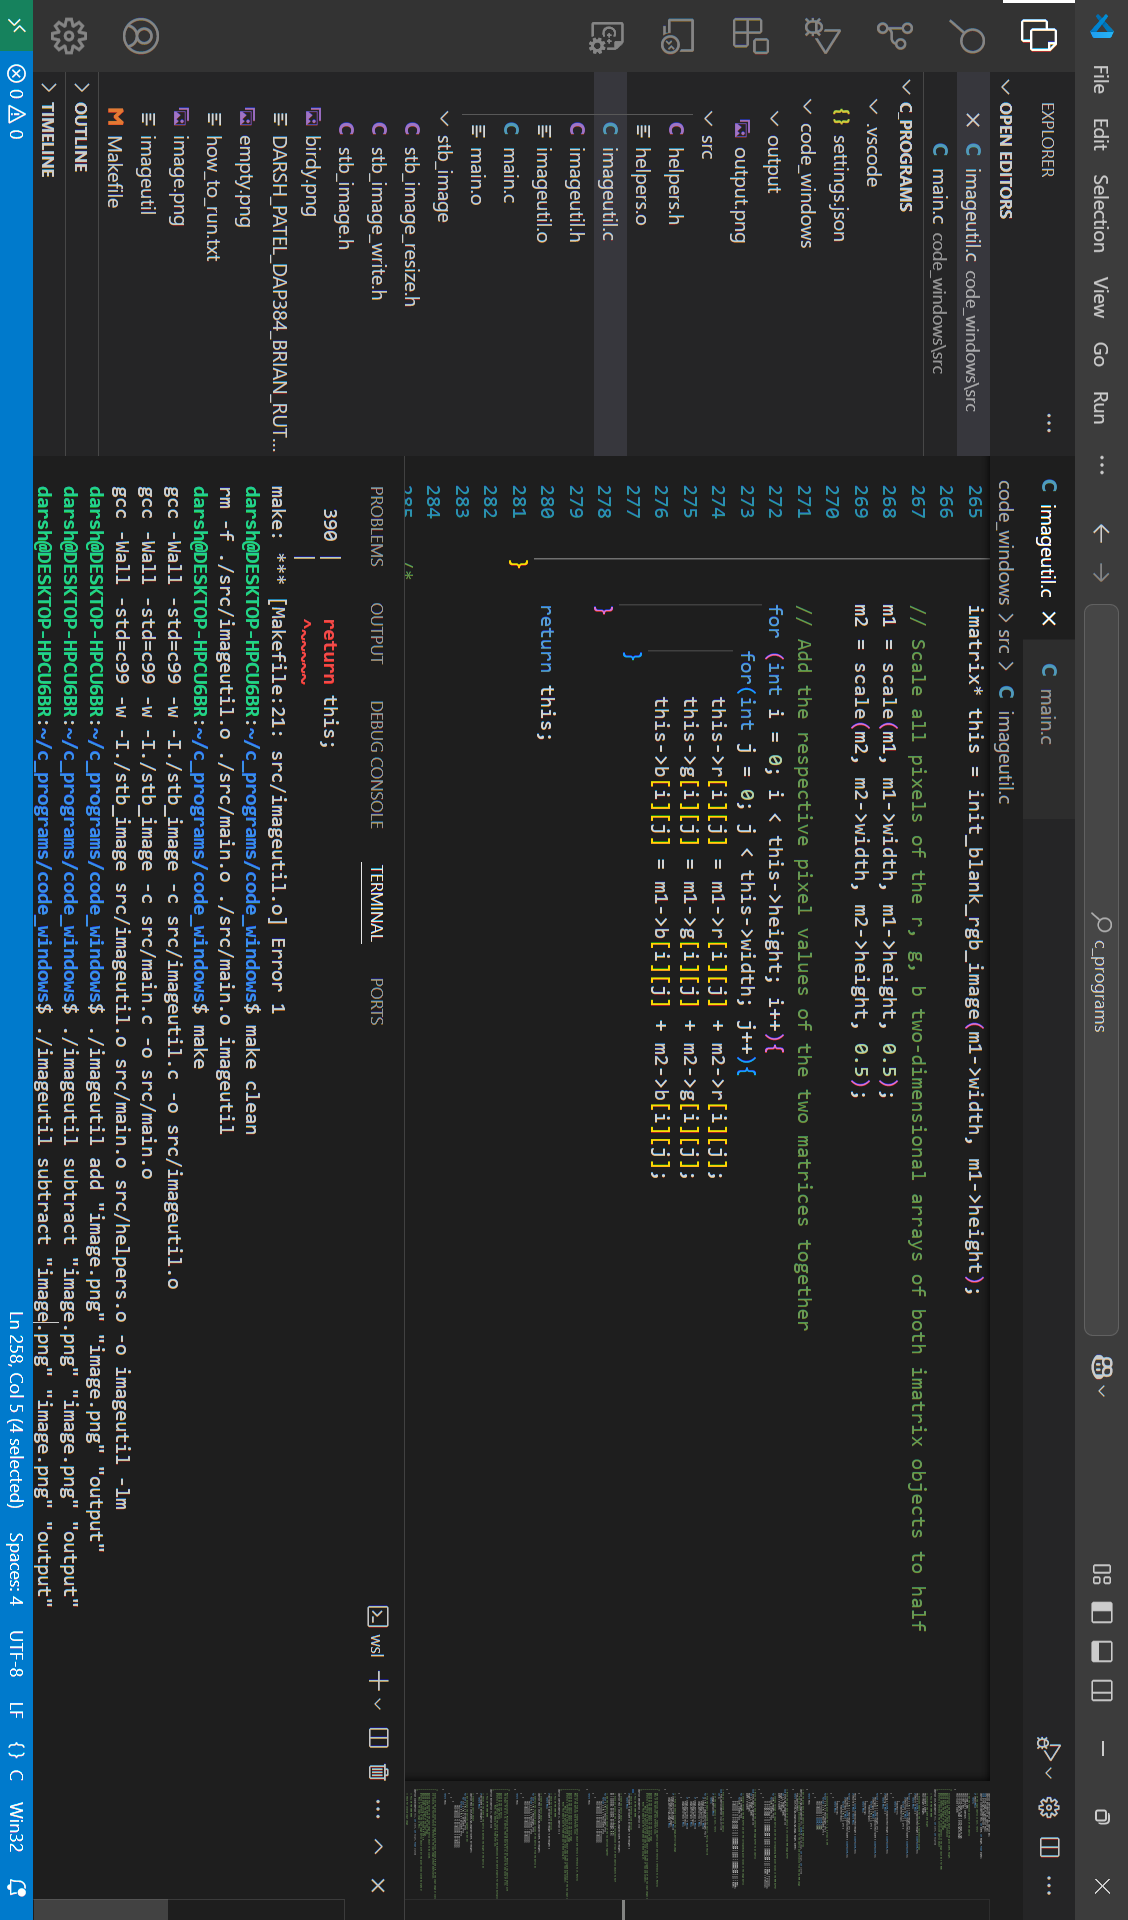 File Edit Selection View Go Run ··· c_programs
EXPLORER ···
OPEN EDITORS
imageutil.c code_windows\src
main.c code_windows\src
C_PROGRAMS
.vscode
{} settings.json
code_windows
output
output.png
src
C helpers.h
helpers.o
C imageutil.c
C imageutil.h
imageutil.o
C main.c
main.o
stb_image
C stb_image_resize.h
C stb_image_write.h
C stb_image.h
birdy.png
DARSH_PATEL_DAP384_BRIAN_RUT...
empty.png
how_to_run.txt
image.png
imageutil
M Makefile
OUTLINE
TIMELINE
C imageutil.c C main.c
code_windows > src > C imageutil.c
265 imatrix* this = init_blank_rgb_image(m1->width, m1->height);
266
267 // Scale all pixels of the r, g, b two-dimensional arrays of both imatrix objects to half
268 m1 = scale(m1, m1->width, m1->height, 0.5);
269 m2 = scale(m2, m2->width, m2->height, 0.5);
270
271 // Add the respective pixel values of the two matrices together
272 for (int i = 0; i < this->height; i++){
273 for(int j = 0; j < this->width; j++){
274 this->r[i][j] = m1->r[i][j] + m2->r[i][j];
275 this->g[i][j] = m1->g[i][j] + m2->g[i][j];
276 this->b[i][j] = m1->b[i][j] + m2->b[i][j];
277 }
278 }
279
280 return this;
281 }
282
283
284
285 /*
PROBLEMS OUTPUT DEBUG CONSOLE TERMINAL PORTS wsl
390 | return this;
| ^~~~~~
make: *** [Makefile:21: src/imageutil.o] Error 1
darsh@DESKTOP-HPCU6BR:~/c_programs/code_windows$ make clean
rm -f ./src/imageutil.o ./src/main.o imageutil
darsh@DESKTOP-HPCU6BR:~/c_programs/code_windows$ make
gcc -Wall -std=c99 -w -I./stb_image -c src/imageutil.c -o src/imageutil.o
gcc -Wall -std=c99 -w -I./stb_image -c src/main.c -o src/main.o
gcc -Wall -std=c99 -w -I./stb_image src/imageutil.o src/main.o src/helpers.o -o imageutil -lm
darsh@DESKTOP-HPCU6BR:~/c_programs/code_windows$ ./imageutil add "image.png" "image.png" "output"
darsh@DESKTOP-HPCU6BR:~/c_programs/code_windows$ ./imageutil subtract "image.png" "image.png" "output"
darsh@DESKTOP-HPCU6BR:~/c_programs/code_windows$ ./imageutil subtract "image.png" "image.png" "output"
0 0 Ln 258, Col 5 (4 selected) Spaces: 4 UTF-8 LF {} C Win32